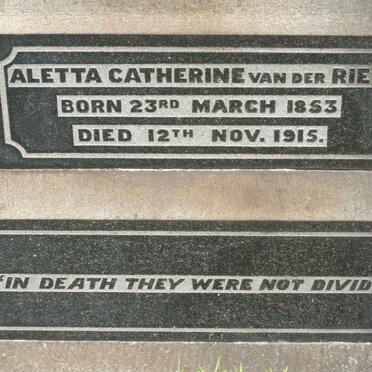 ALETTA CATHERINE VAN DER RIE
BORN 23RD MARCH 1853
DIED 12TH NOV. 1915.
"IN DEATH THEY WERE NOT DIVID